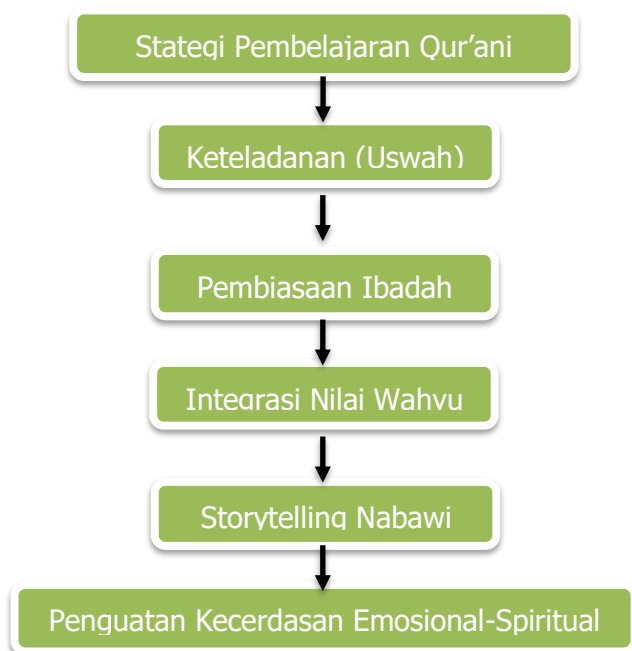 Stategi Pembelajaran Qur’ani
Keteladanan (Uswah)
Pembiasaan Ibadah
Integrasi Nilai Wahyu
Storytelling Nabawi
Penguatan Kecerdasan Emosional-Spiritual